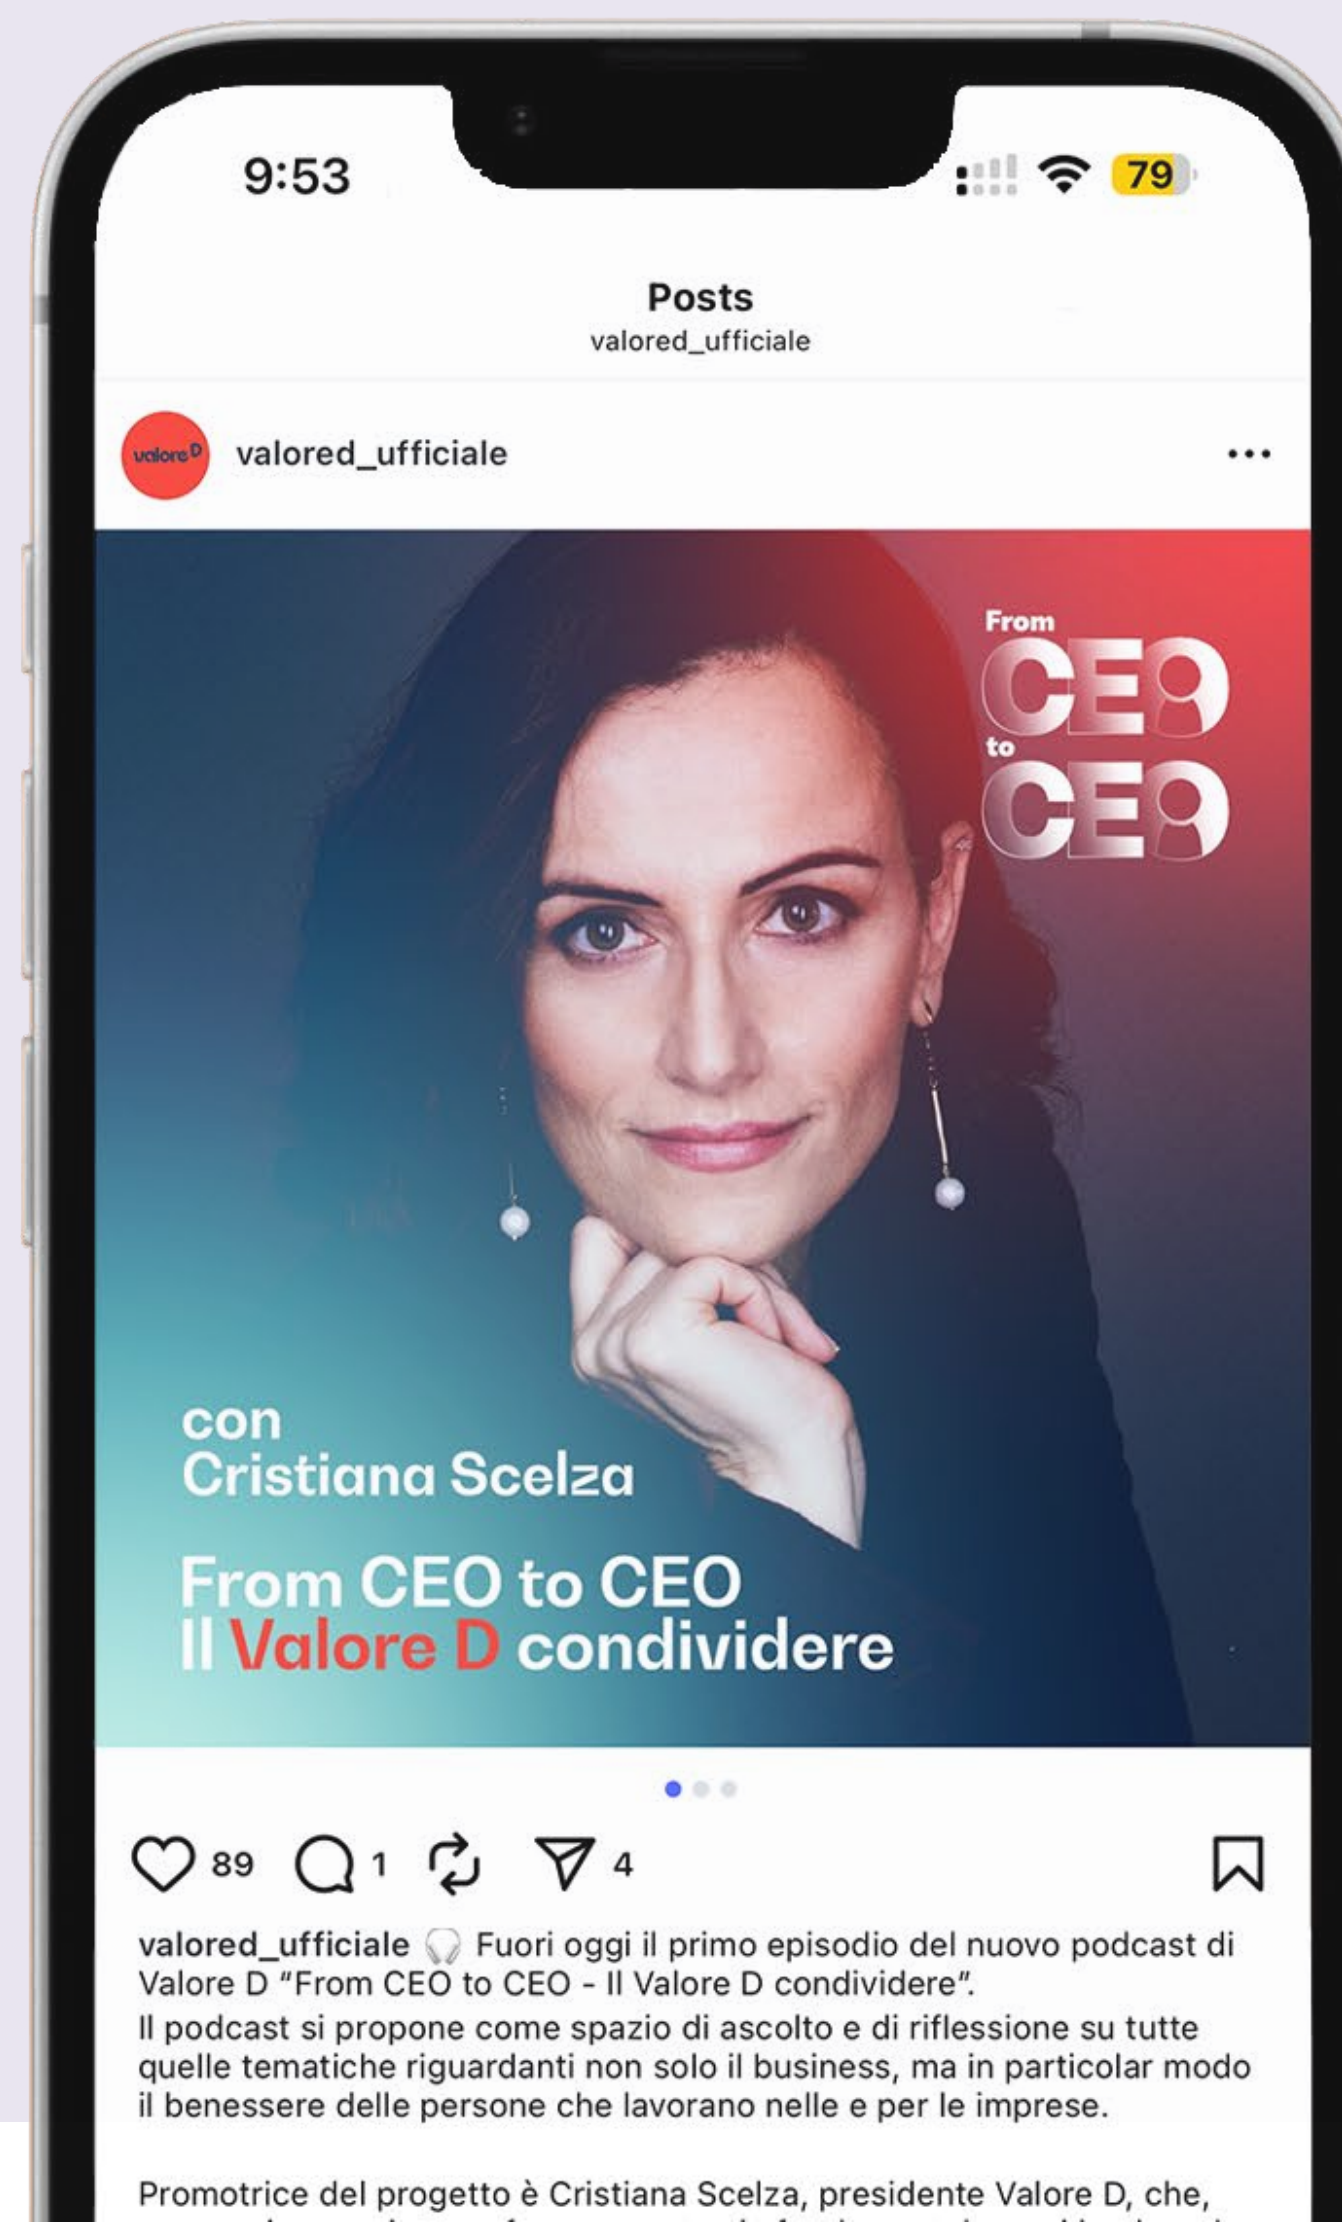 9:53
79
Posts
valored_ufficiale
valoreD
valored_ufficiale
From
CEO
to
CEO
con
Cristiana Scelza
From CEO to CEO
Il Valore D condividere
89
1
4
valored_ufficiale 🎧 Fuori oggi il primo episodio del nuovo podcast di
Valore D “From CEO to CEO - Il Valore D condividere”.
Il podcast si propone come spazio di ascolto e di riflessione su tutte
quelle tematiche riguardanti non solo il business, ma in particolar modo
il benessere delle persone che lavorano nelle e per le imprese.
Promotrice del progetto è Cristiana Scelza, presidente Valore D, che,